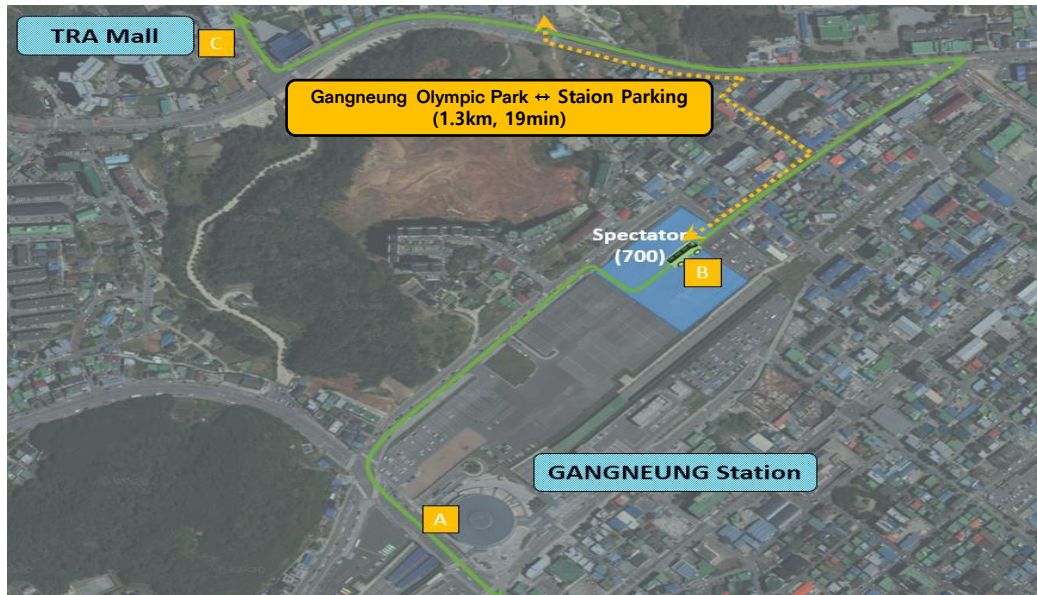 TRA Mall
C
Gangneung Olympic Park ↔ Staion Parking
(1.3km, 19min)
Spectator
(700)
B
GANGNEUNG Station
A